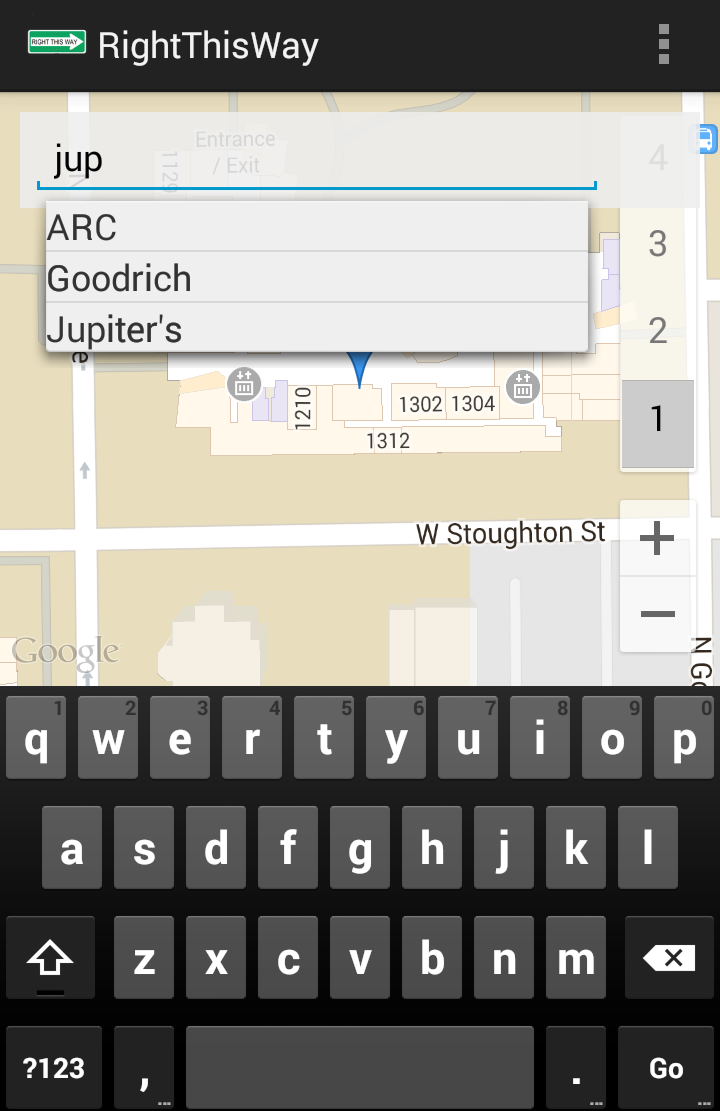 RIGHT THIS WAY RightThisWay
Entrance
/ Exit
1129
jup
4
ARC
3
Goodrich
2
Jupiter's
1210
1302 1304
1
1312
W Stoughton St
+
−
Google
N Go
q 1 w 2 e 3 r 4 t 5 y 6 u 7 i 8 o 9 p 0
a s d f g h j k l
z x c v b n m
?123 , ... . ... Go ...